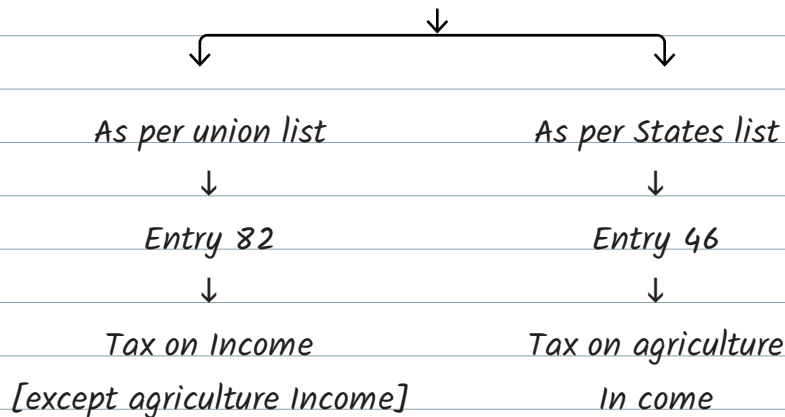 As per union list As per States list
↓ ↓
Entry 82 Entry 46
↓ ↓
Tax on Income Tax on agriculture
[except agriculture Income] In come